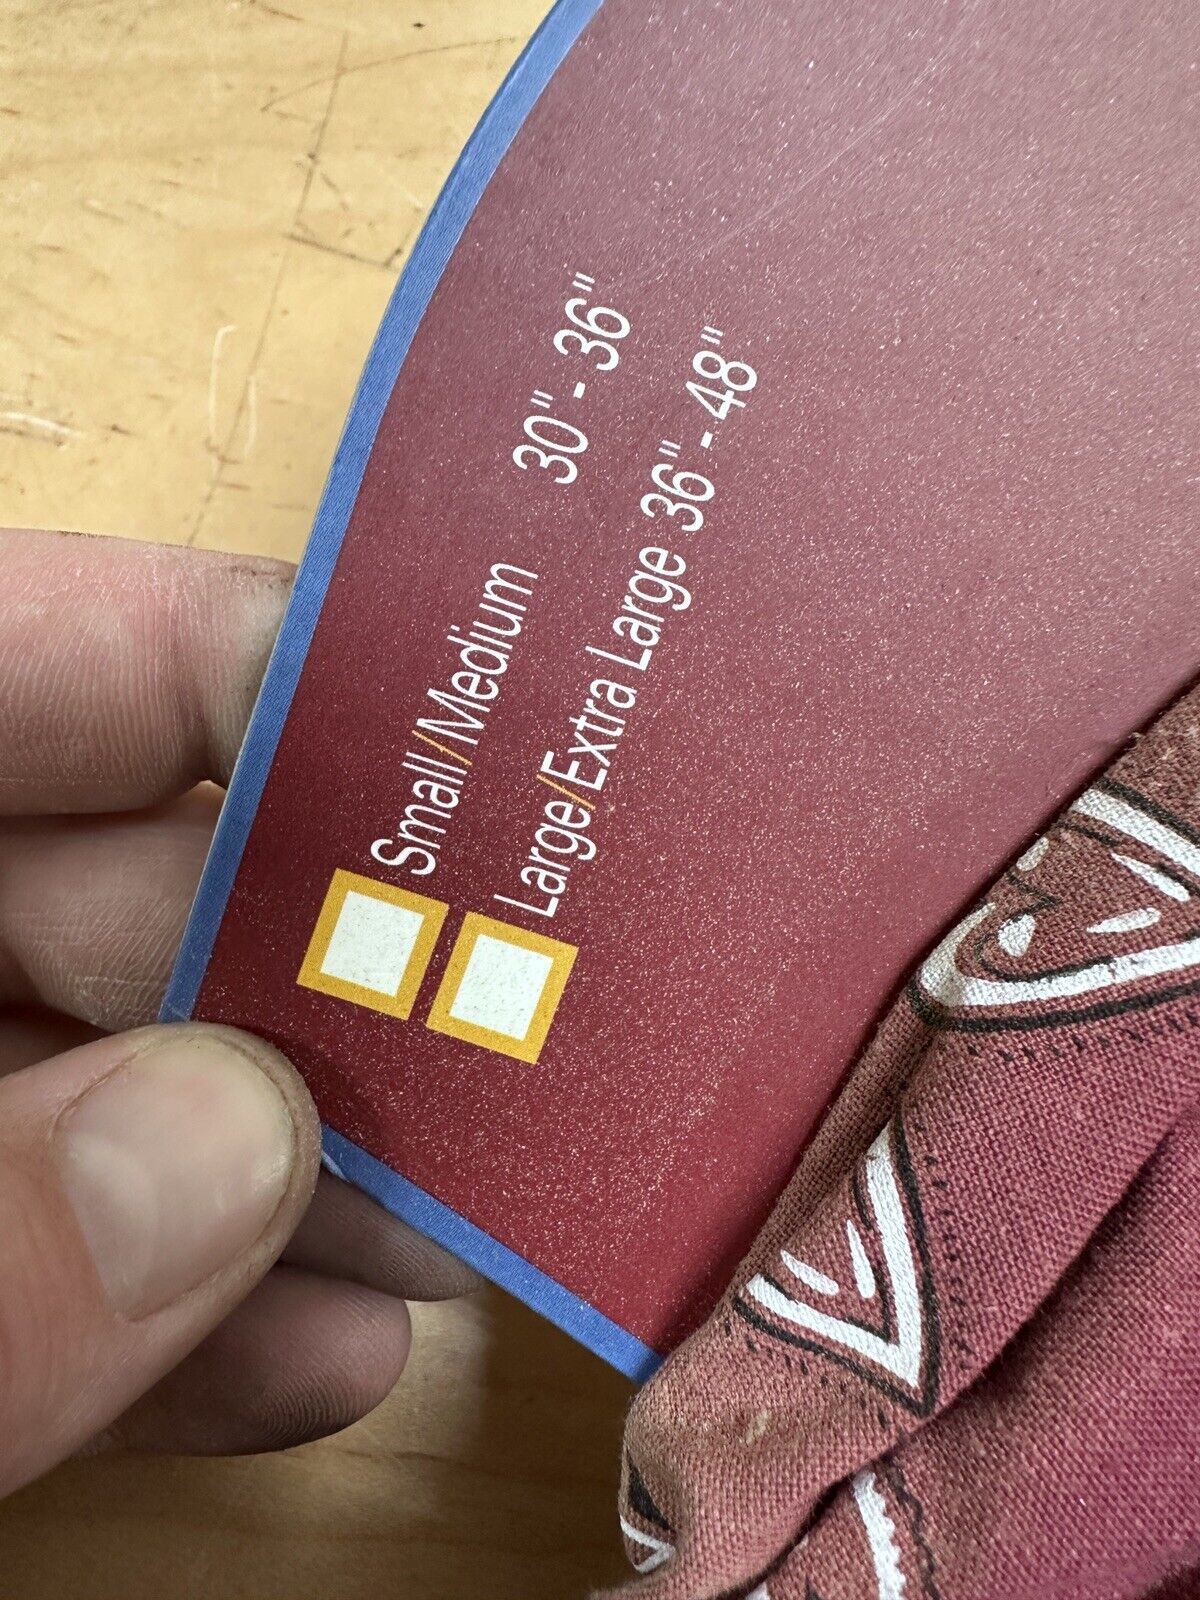 Small/Medium 30"- 36"
Large/Extra Large 36"- 48"